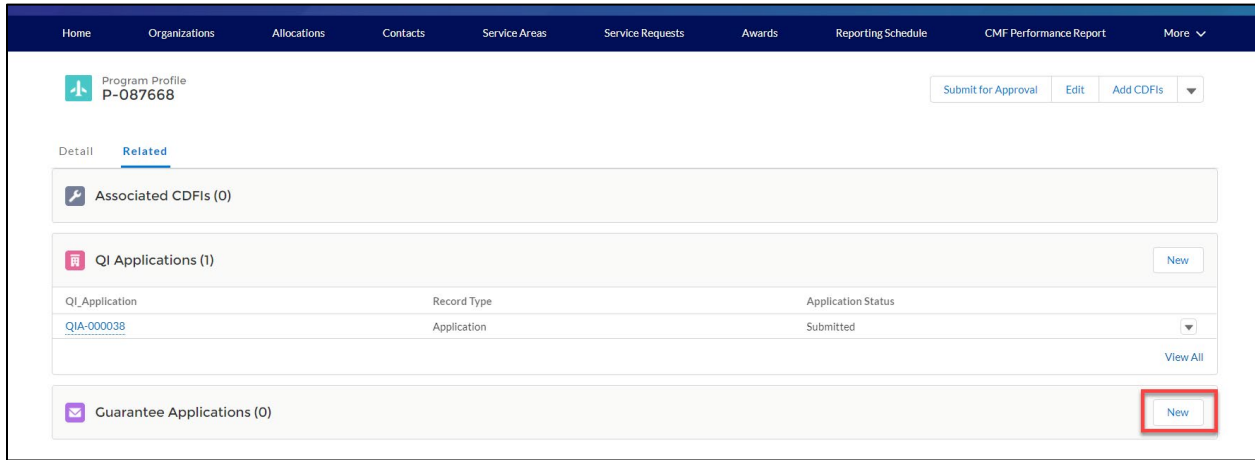 Home Organizations Allocations Contacts Service Areas Service Requests Awards Reporting Schedule CMF Performance Report More
Program Profile
P-087668
Submit for Approval Edit Add CDFIs
Detail Related
Associated CDFIs (0)
QI Applications (1) New
QI_Application Record Type Application Status
QIA-000038 Application Submitted
View All
Guarantee Applications (0) New